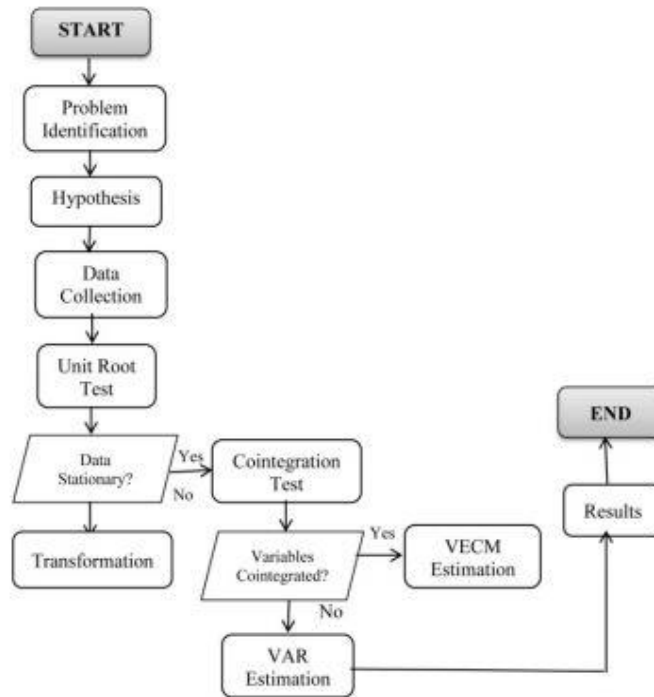 START
Problem
Identification
Hypothesis
Data
Collection
Unit Root
Test
Data
Stationary?
Yes
No
Cointegration
Test
Transformation
Variables
Cointegrated?
Yes
No
VECM
Estimation
VAR
Estimation
Results
END